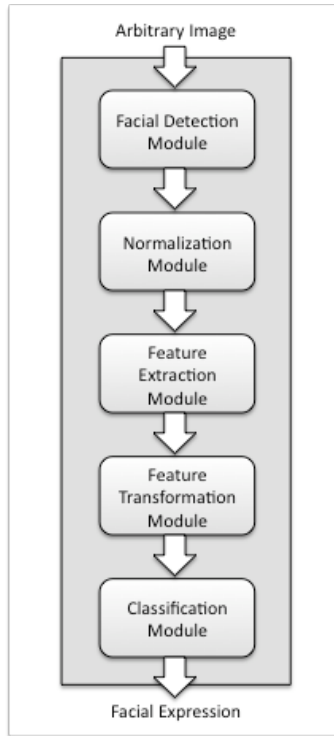 Arbitrary Image
Facial Detection
Module
Normalization
Module
Feature
Extraction
Module
Feature
Transformation
Module
Classification
Module
Facial Expression